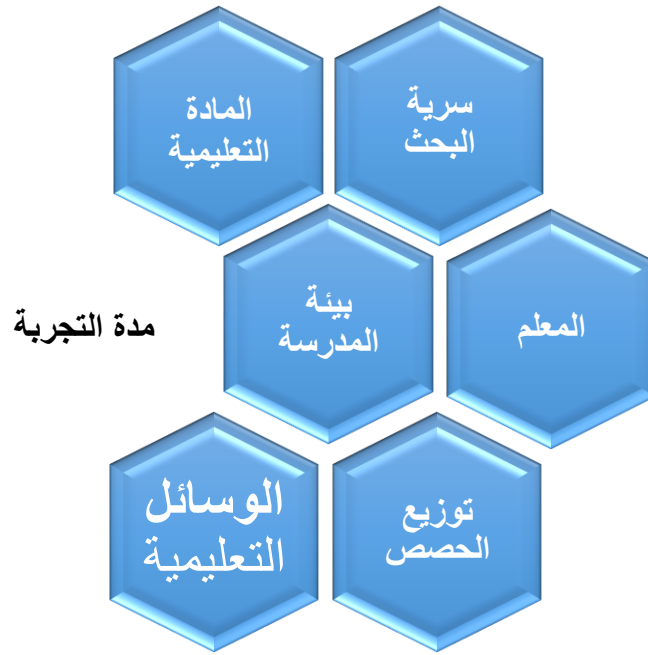 سرية
البحث
المادة
التعليمية
المعلم
بيئة
المدرسة
مدة التجربة
توزيع
الحصص
الوسائل
التعليمية